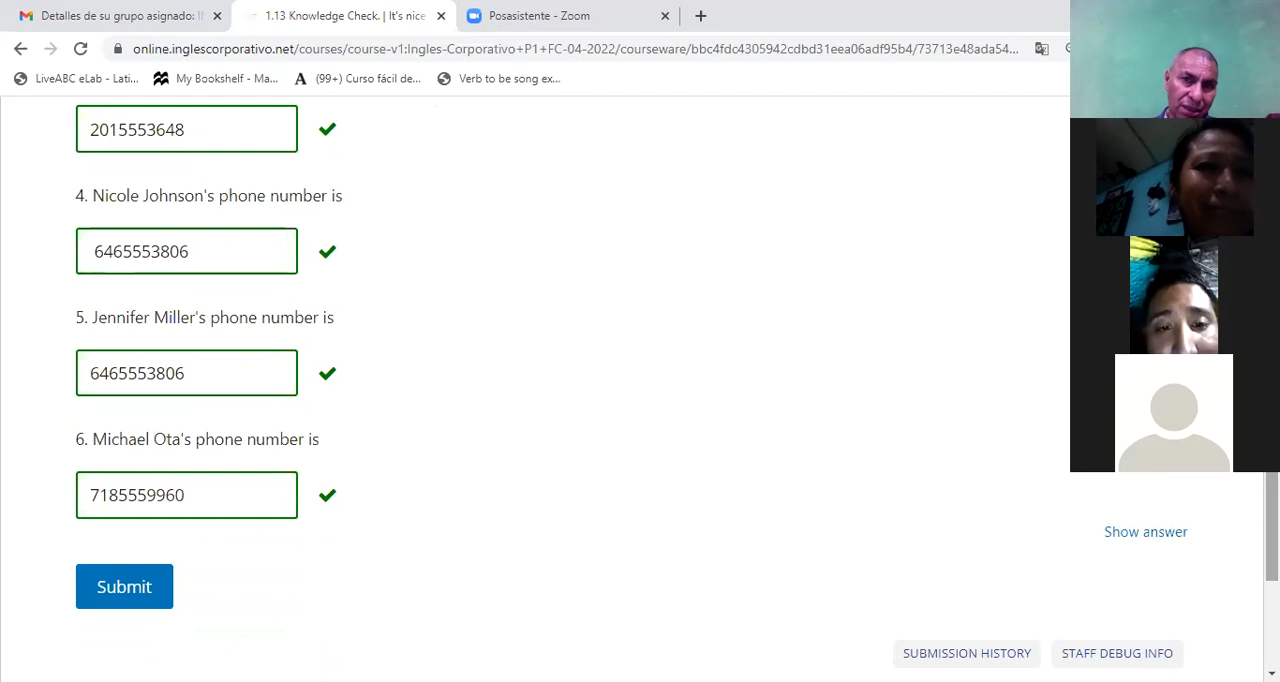 Detalles de su grupo asignado: I
1.13 Knowledge Check. | It's nice
Posasistente - Zoom
online.inglescorporativo.net/courses/course-v1:Ingles-Corporativo+P1+FC-04-2022/courseware/bbc4fdc4305942cdbd31eea06adf95b4/73713e48ada54...
LiveABC eLab - Lati...
My Bookshelf - Ma...
(99+) Curso fácil de...
Verb to be song ex...
2015553648
4. Nicole Johnson's phone number is
6465553806
5. Jennifer Miller's phone number is
6465553806
6. Michael Ota's phone number is
7185559960
Show answer
Submit
SUBMISSION HISTORY
STAFF DEBUG INFO